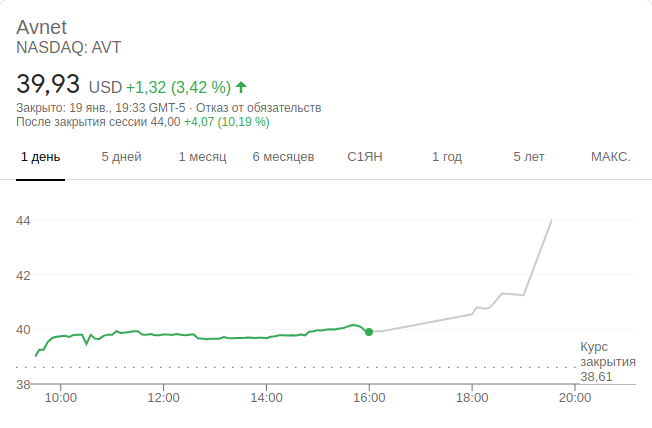 Avnet
NASDAQ: AVT
39,93 USD +1,32 (3,42 %)
Закрыто: 19 янв., 19:33 GMT-5 · Отказ от обязательств
После закрытия сессии 44,00 +4,07 (10,19 %)
1 день 5 дней 1 месяц 6 месяцев С1ЯН 1 год 5 лет МАКС.
44
42
40
Курс
закрытия
38,61
38
10:00 12:00 14:00 16:00 18:00 20:00